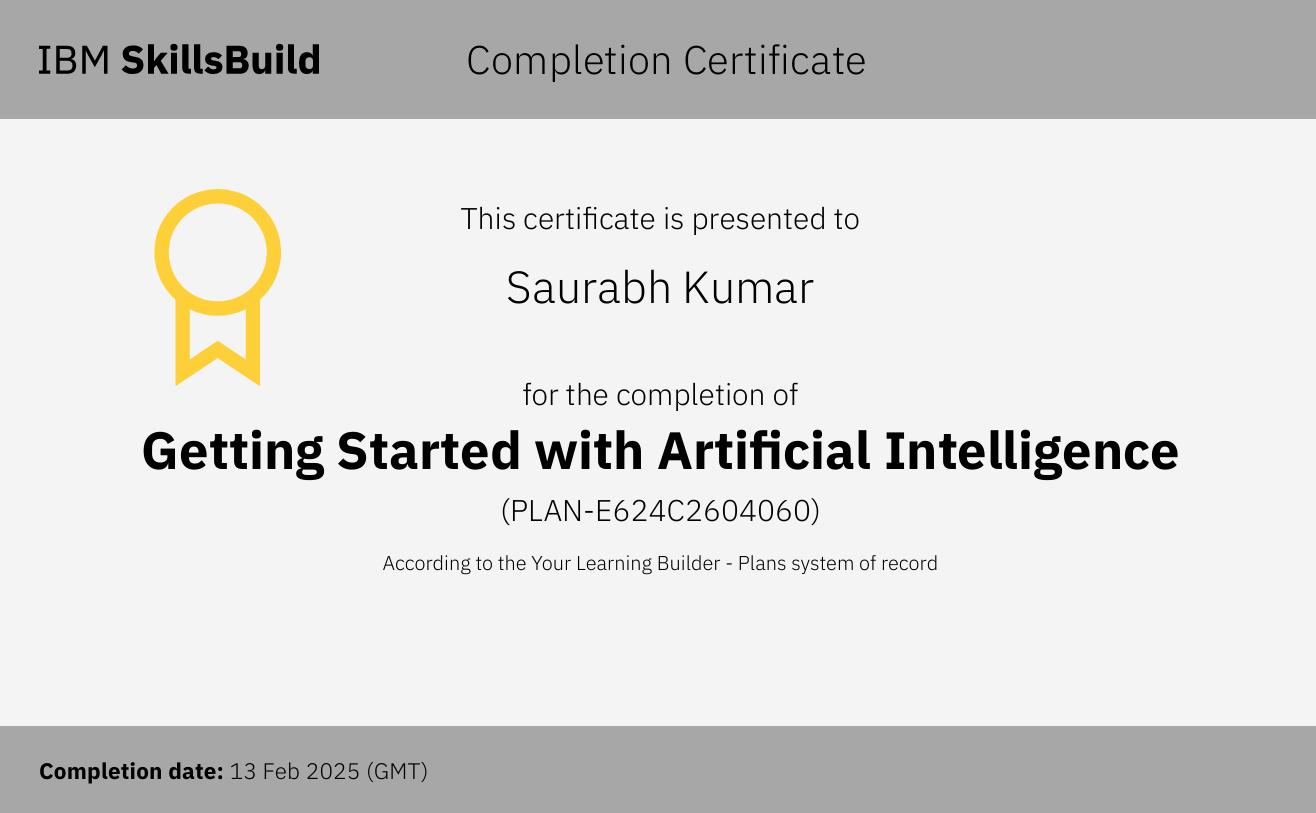 IBM SkillsBuild
Completion Certificate
This certificate is presented to
Saurabh Kumar
for the completion of
Getting Started with Artificial Intelligence
(PLAN-E624C2604060)
According to the Your Learning Builder - Plans system of record
Completion date: 13 Feb 2025 (GMT)